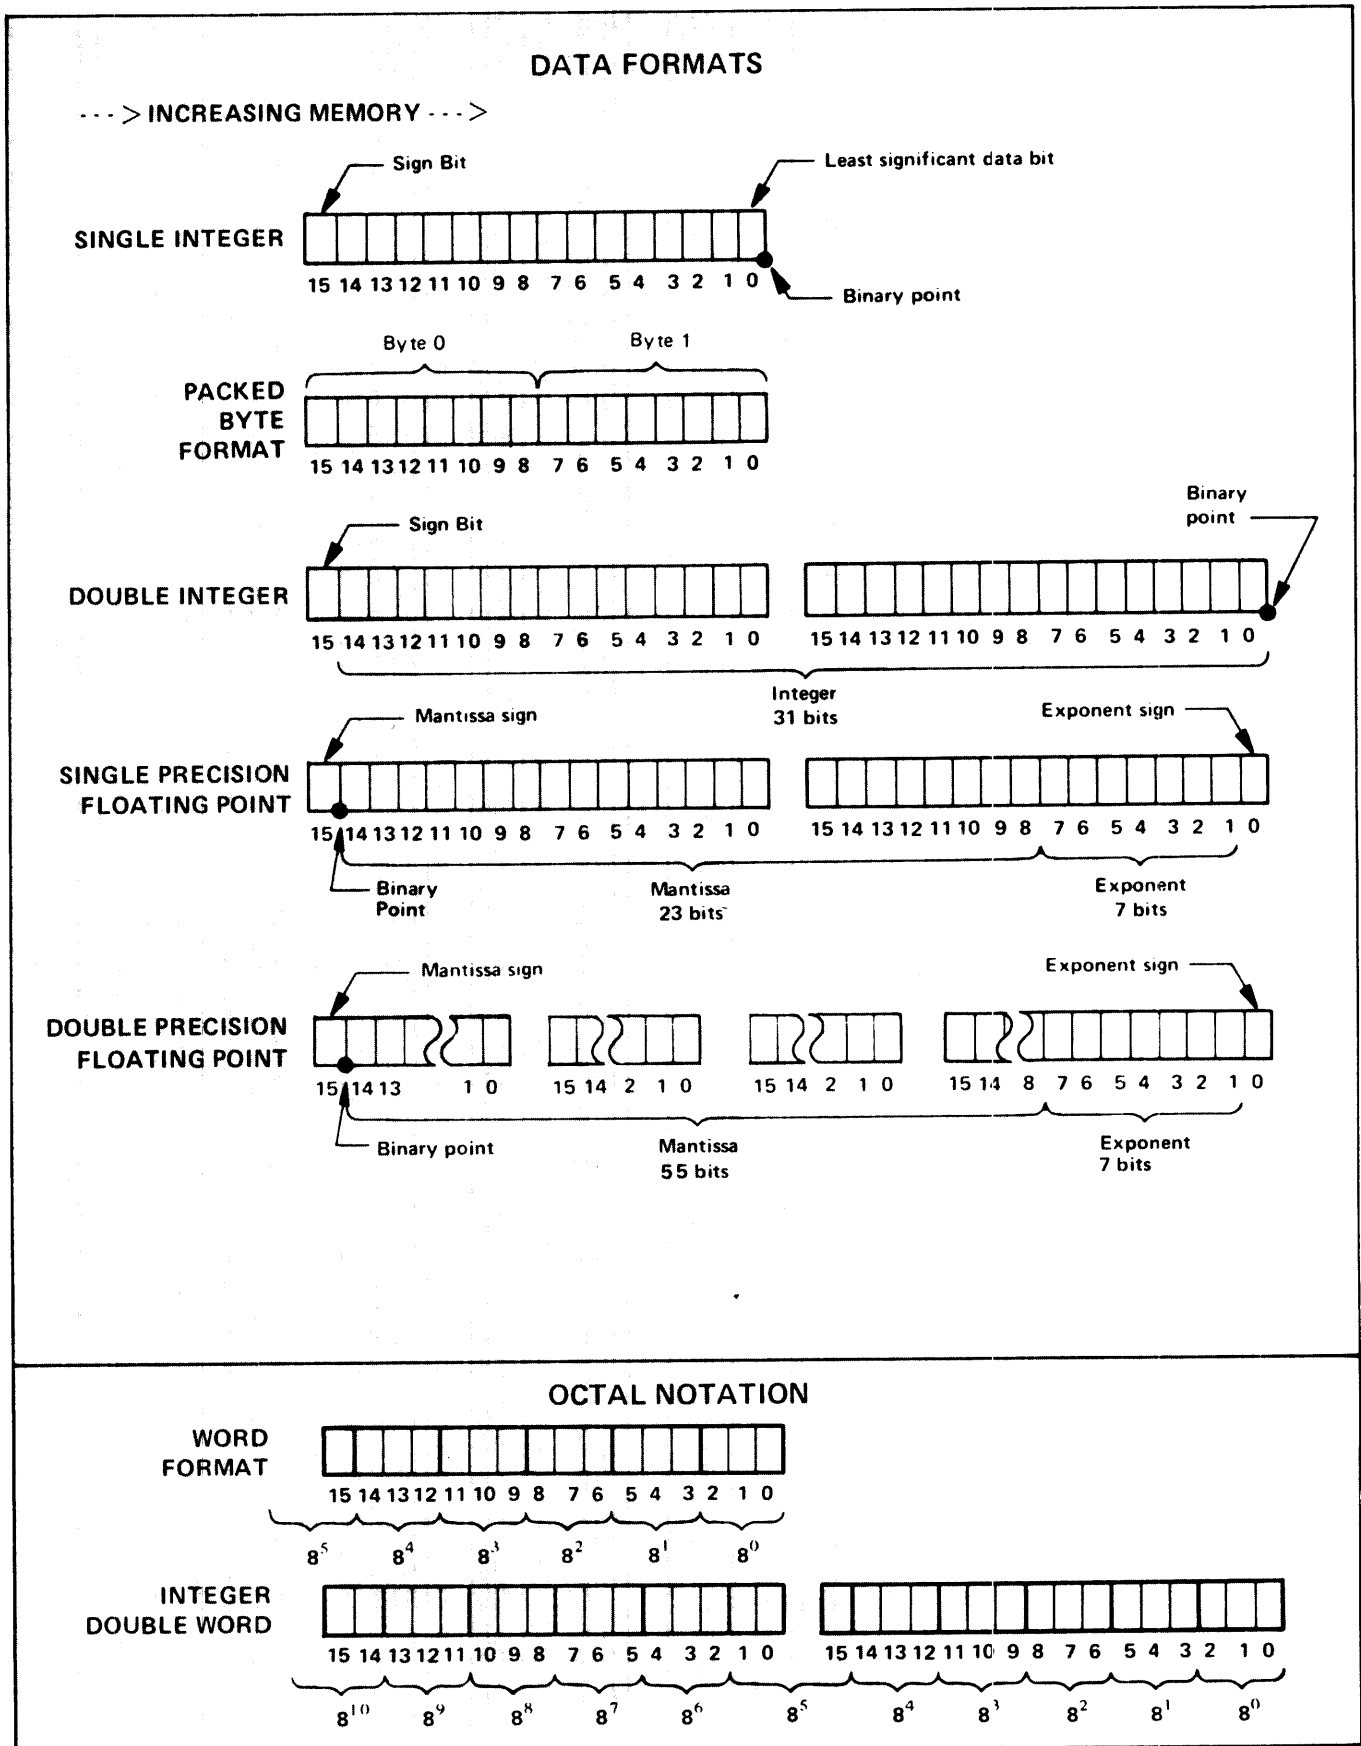 DATA FORMATS
---> INCREASING MEMORY --->
Sign Bit
Least significant data bit
SINGLE INTEGER
15 14 13 12 11 10 9 8 7 6 5 4 3 2 1 0
Binary point
Byte 0 Byte 1
PACKED
BYTE
FORMAT
15 14 13 12 11 10 9 8 7 6 5 4 3 2 1 0
Binary
point
Sign Bit
DOUBLE INTEGER
15 14 13 12 11 10 9 8 7 6 5 4 3 2 1 0 15 14 13 12 11 10 9 8 7 6 5 4 3 2 1 0
Integer
31 bits
Mantissa sign Exponent sign
SINGLE PRECISION
FLOATING POINT
15 14 13 12 11 10 9 8 7 6 5 4 3 2 1 0 15 14 13 12 11 10 9 8 7 6 5 4 3 2 1 0
Binary
Point
Mantissa
23 bits
Exponent
7 bits
Mantissa sign Exponent sign
DOUBLE PRECISION
FLOATING POINT
15 14 13 1 0 15 14 2 1 0 15 14 2 1 0 15 14 8 7 6 5 4 3 2 1 0
Binary point
Mantissa
55 bits
Exponent
7 bits
OCTAL NOTATION
WORD
FORMAT
15 14 13 12 11 10 9 8 7 6 5 4 3 2 1 0
8⁵ 8⁴ 8³ 8² 8¹ 8⁰
INTEGER
DOUBLE WORD
15 14 13 12 11 10 9 8 7 6 5 4 3 2 1 0 15 14 13 12 11 10 9 8 7 6 5 4 3 2 1 0
8¹⁰ 8⁹ 8⁸ 8⁷ 8⁶ 8⁵ 8⁴ 8³ 8² 8¹ 8⁰